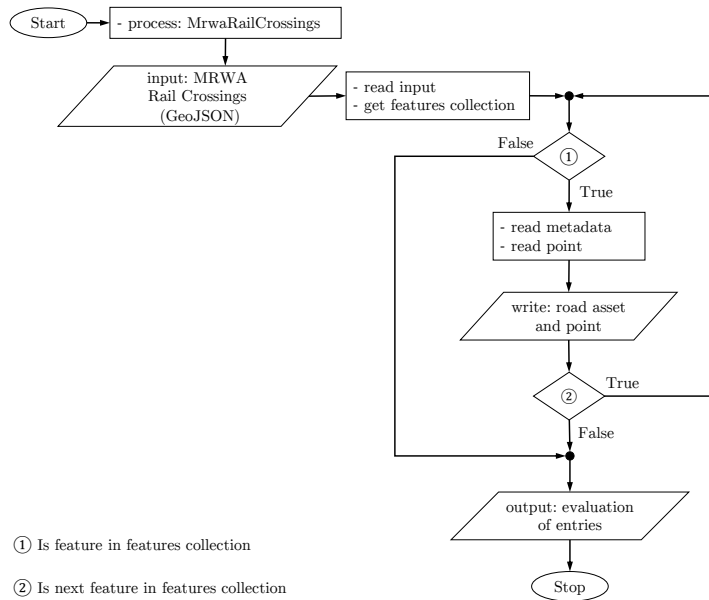 Start
- process: MrwaRailCrossings
input: MRWA
Rail Crossings
(GeoJSON)
- read input
- get features collection
False
①
True
- read metadata
- read point
write: road asset
and point
②
True
False
output: evaluation
of entries
① Is feature in features collection
② Is next feature in features collection
Stop